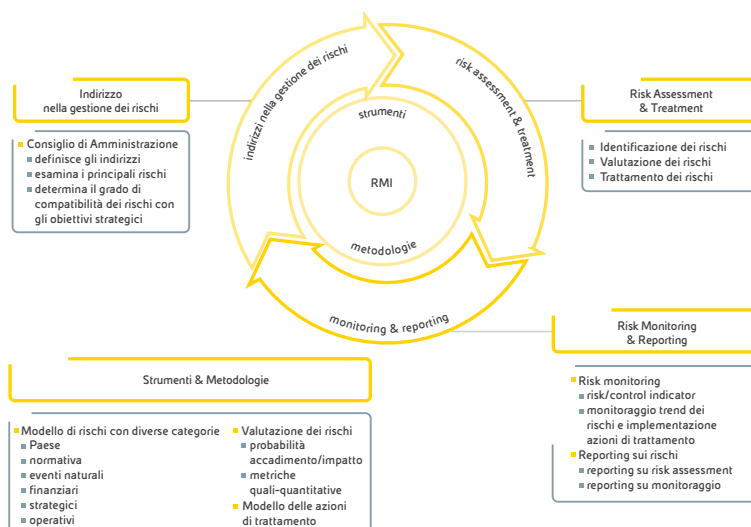 indirizzi nella gestione dei rischi
risk assessment & treatment
strumenti
RMI
metodologie
monitoring & reporting
Indirizzo
nella gestione dei rischi
Consiglio di Amministrazione
definisce gli indirizzi
esamina i principali rischi
determina il grado di
compatibilità dei rischi con
gli obiettivi strategici
Risk Assessment
& Treatment
Identificazione dei rischi
Valutazione dei rischi
Trattamento dei rischi
Risk Monitoring
& Reporting
Risk monitoring
risk/control indicator
monitoraggio trend dei
rischi e implementazione
azioni di trattamento
Reporting sui rischi
reporting su risk assessment
reporting su monitoraggio
Strumenti & Metodologie
Modello di rischi con diverse categorie
Paese
normativa
eventi naturali
finanziari
strategici
operativi
Valutazione dei rischi
probabilità
accadimento/impatto
metriche
quali-quantitative
Modello delle azioni
di trattamento